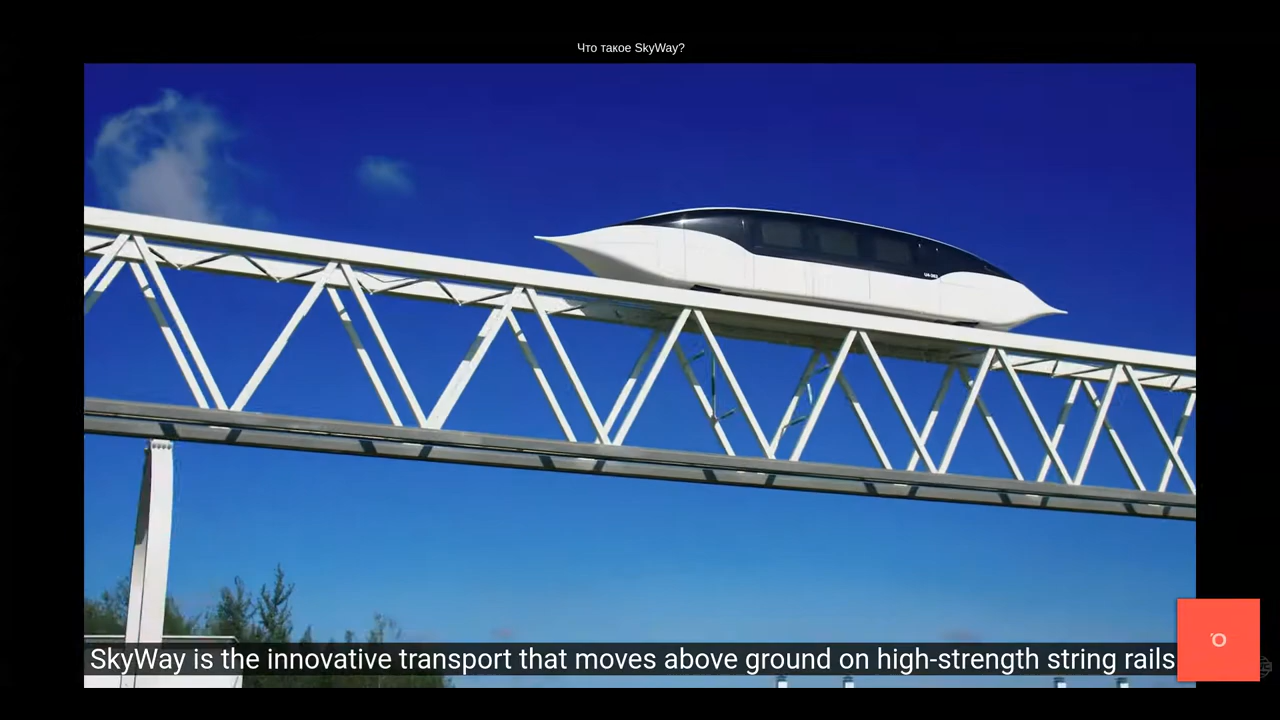 Что такое SkyWay?
SkyWay is the innovative transport that moves above ground on high-strength string rails